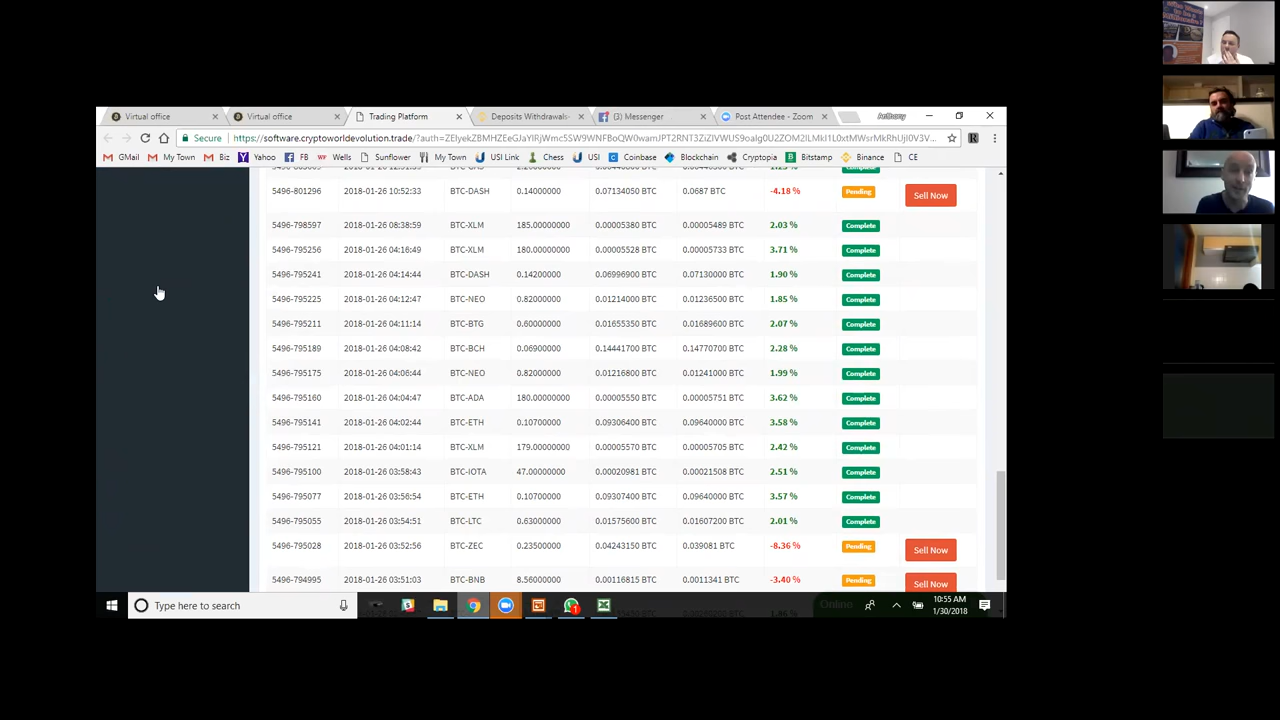 Virtual office
Virtual office
Trading Platform
Deposits Withdrawals-
(3) Messenger
Post Attendee - Zoom
Anthony
Secure
GMail
My Town
Biz
Yahoo
FB
Wells
Sunflower
My Town
USI Link
Chess
USI
Coinbase
Blockchain
Cryptopia
Bitstamp
Binance
CE
5496-801296 2018-01-26 10:52:33 BTC-DASH 0.14000000 0.07134050 BTC 0.0687 BTC -4.18 % Pending Sell Now
5496-798597 2018-01-26 08:38:59 BTC-XLM 185.00000000 0.00005380 BTC 0.00005489 BTC 2.03 % Complete
5496-795256 2018-01-26 04:16:49 BTC-XLM 180.00000000 0.00005528 BTC 0.00005733 BTC 3.71 % Complete
5496-795241 2018-01-26 04:14:44 BTC-DASH 0.14200000 0.06996900 BTC 0.07130000 BTC 1.90 % Complete
5496-795225 2018-01-26 04:12:47 BTC-NEO 0.82000000 0.01214000 BTC 0.01236500 BTC 1.85 % Complete
5496-795211 2018-01-26 04:11:14 BTC-BTG 0.60000000 0.01655350 BTC 0.01689600 BTC 2.07 % Complete
5496-795189 2018-01-26 04:08:42 BTC-BCH 0.06900000 0.14441700 BTC 0.14770700 BTC 2.28 % Complete
5496-795175 2018-01-26 04:06:44 BTC-NEO 0.82000000 0.01216800 BTC 0.01241000 BTC 1.99 % Complete
5496-795160 2018-01-26 04:04:47 BTC-ADA 180.00000000 0.00005550 BTC 0.00005751 BTC 3.62 % Complete
5496-795141 2018-01-26 04:02:44 BTC-ETH 0.10700000 0.09306400 BTC 0.09640000 BTC 3.58 % Complete
5496-795121 2018-01-26 04:01:14 BTC-XLM 179.00000000 0.00005570 BTC 0.00005705 BTC 2.42 % Complete
5496-795100 2018-01-26 03:58:43 BTC-IOTA 47.00000000 0.00020981 BTC 0.00021508 BTC 2.51 % Complete
5496-795077 2018-01-26 03:56:54 BTC-ETH 0.10700000 0.09307400 BTC 0.09640000 BTC 3.57 % Complete
5496-795055 2018-01-26 03:54:51 BTC-LTC 0.63000000 0.01575600 BTC 0.01607200 BTC 2.01 % Complete
5496-795028 2018-01-26 03:52:56 BTC-ZEC 0.23500000 0.04243150 BTC 0.039081 BTC -8.36 % Pending Sell Now
5496-794995 2018-01-26 03:51:03 BTC-BNB 8.56000000 0.00116815 BTC 0.0011341 BTC -3.40 % Pending Sell Now
Type here to search
Online
10:55 AM
1/30/2018